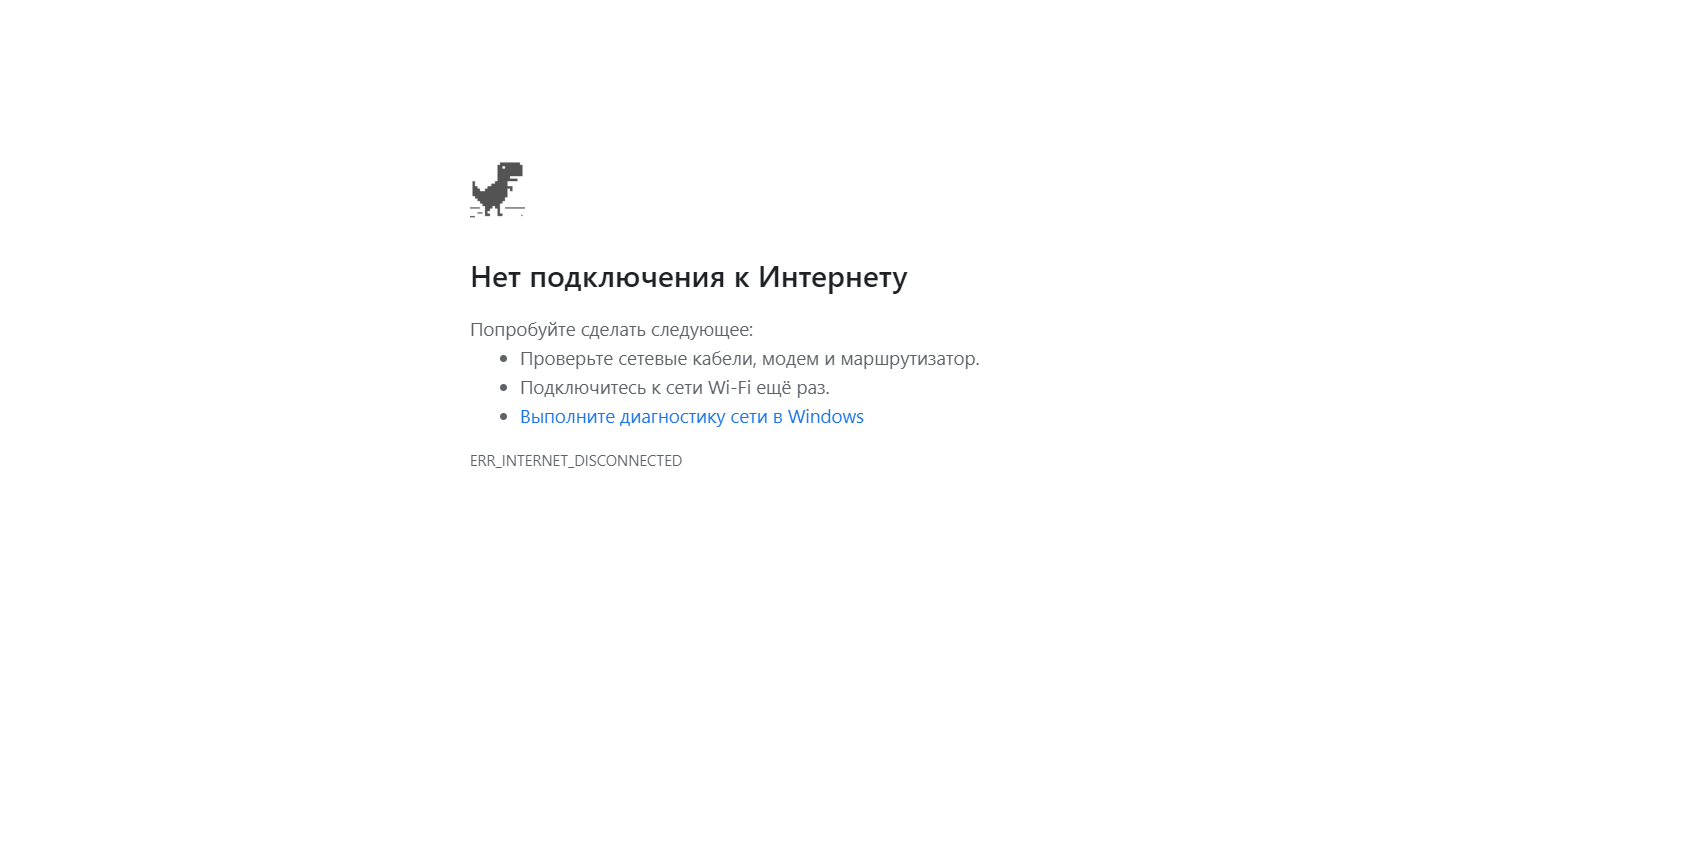 Нет подключения к Интернету
Попробуйте сделать следующее:
Проверьте сетевые кабели, модем и маршрутизатор.
Подключитесь к сети Wi-Fi ещё раз.
Выполните диагностику сети в Windows
ERR_INTERNET_DISCONNECTED